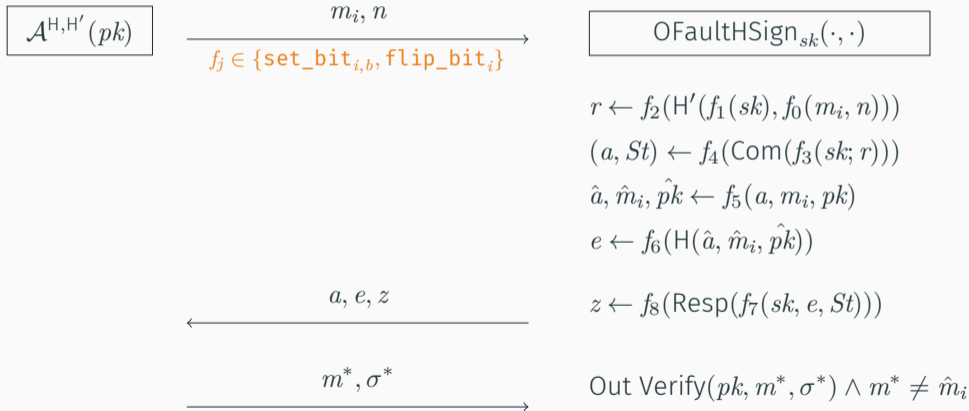 𝒜^{H,H′}(pk)
m_i, n
f_j ∈ {set_bit_{i,b}, flip_bit_i}
OFaultHSign_{sk}(·, ·)
r ← f_2(H′(f_1(sk), f_0(m_i, n)))
(a, St) ← f_4(Com(f_3(sk; r)))
â, m̂_i, p̂k ← f_5(a, m_i, pk)
e ← f_6(H(â, m̂_i, p̂k))
a, e, z
z ← f_8(Resp(f_7(sk, e, St)))
m*, σ*
Out Verify(pk, m*, σ*) ∧ m* ≠ m̂_i